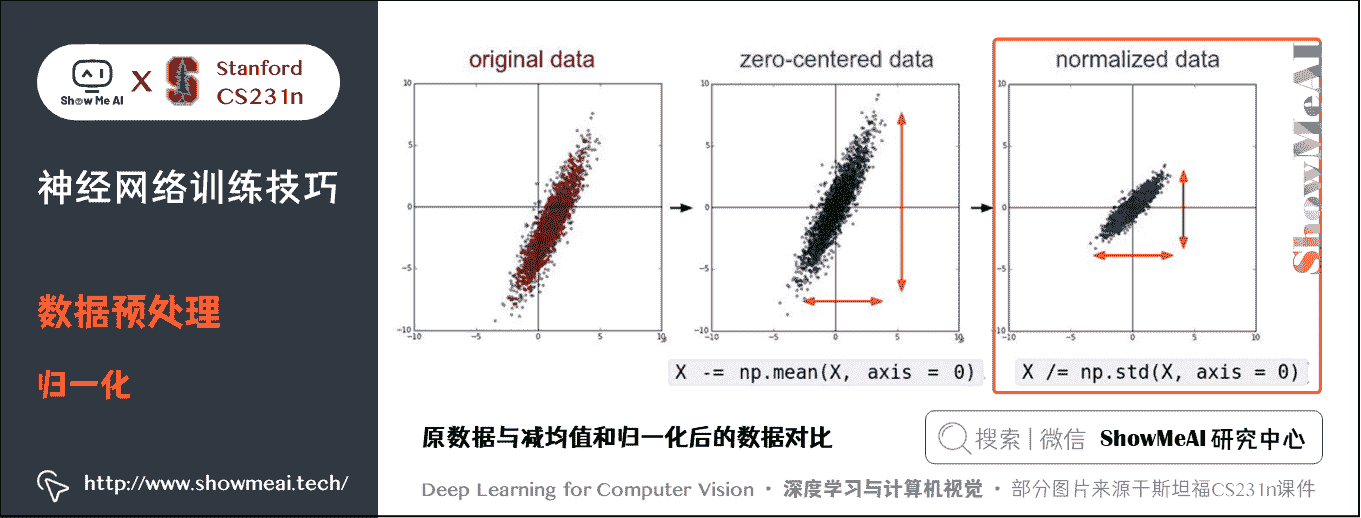 Show Me AI
X
Stanford
CS231n
神经网络训练技巧
数据预处理
归一化
http://www.showmeai.tech/
original data
zero-centered data
normalized data
10
5
0
−5
−10
−10
−5
0
5
10
10
5
0
−5
−10
−10
−5
0
5
10
10
5
0
−5
−10
−10
−5
0
5
10
X -= np.mean(X, axis = 0)
X /= np.std(X, axis = 0)
ShowMeAI
原数据与减均值和归一化后的数据对比
搜索 | 微信 ShowMeAI 研究中心
Deep Learning for Computer Vision · 深度学习与计算机视觉 · 部分图片来源于斯坦福CS231n课件